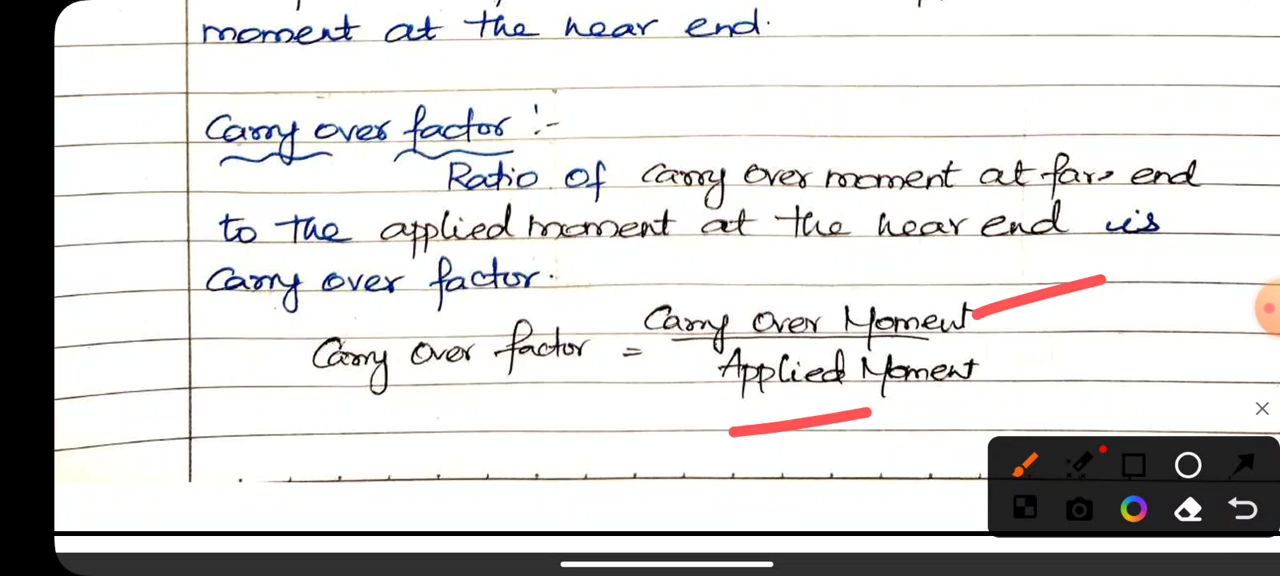 moment at the near end.
Carry over factor :-
Ratio of carry over moment at far end
to the applied moment at the near end is
Carry over factor.
Carry over factor = Carry Over Moment
Applied Moment